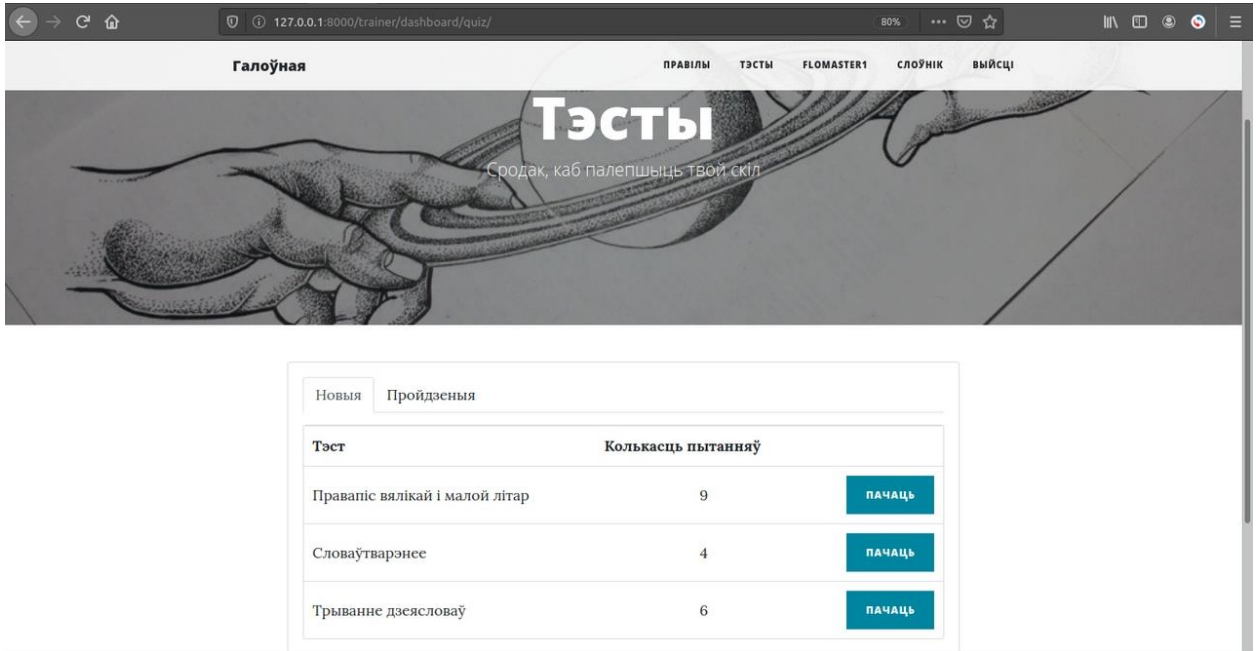 127.0.0.1:8000/trainer/dashboard/quiz/ 80%
Галоўная ПРАВІЛЫ ТЭСТЫ FLOMASTER1 СЛОЎНІК ВЫЙСЦІ
Тэсты
Сродак, каб палепшыць твой скіл
Новыя Пройдзеныя
Тэст Колькасць пытанняў
Правапіс вялікай і малой літар 9 ПАЧАЦЬ
Словаўтварэнее 4 ПАЧАЦЬ
Трыванне дзеясловаў 6 ПАЧАЦЬ